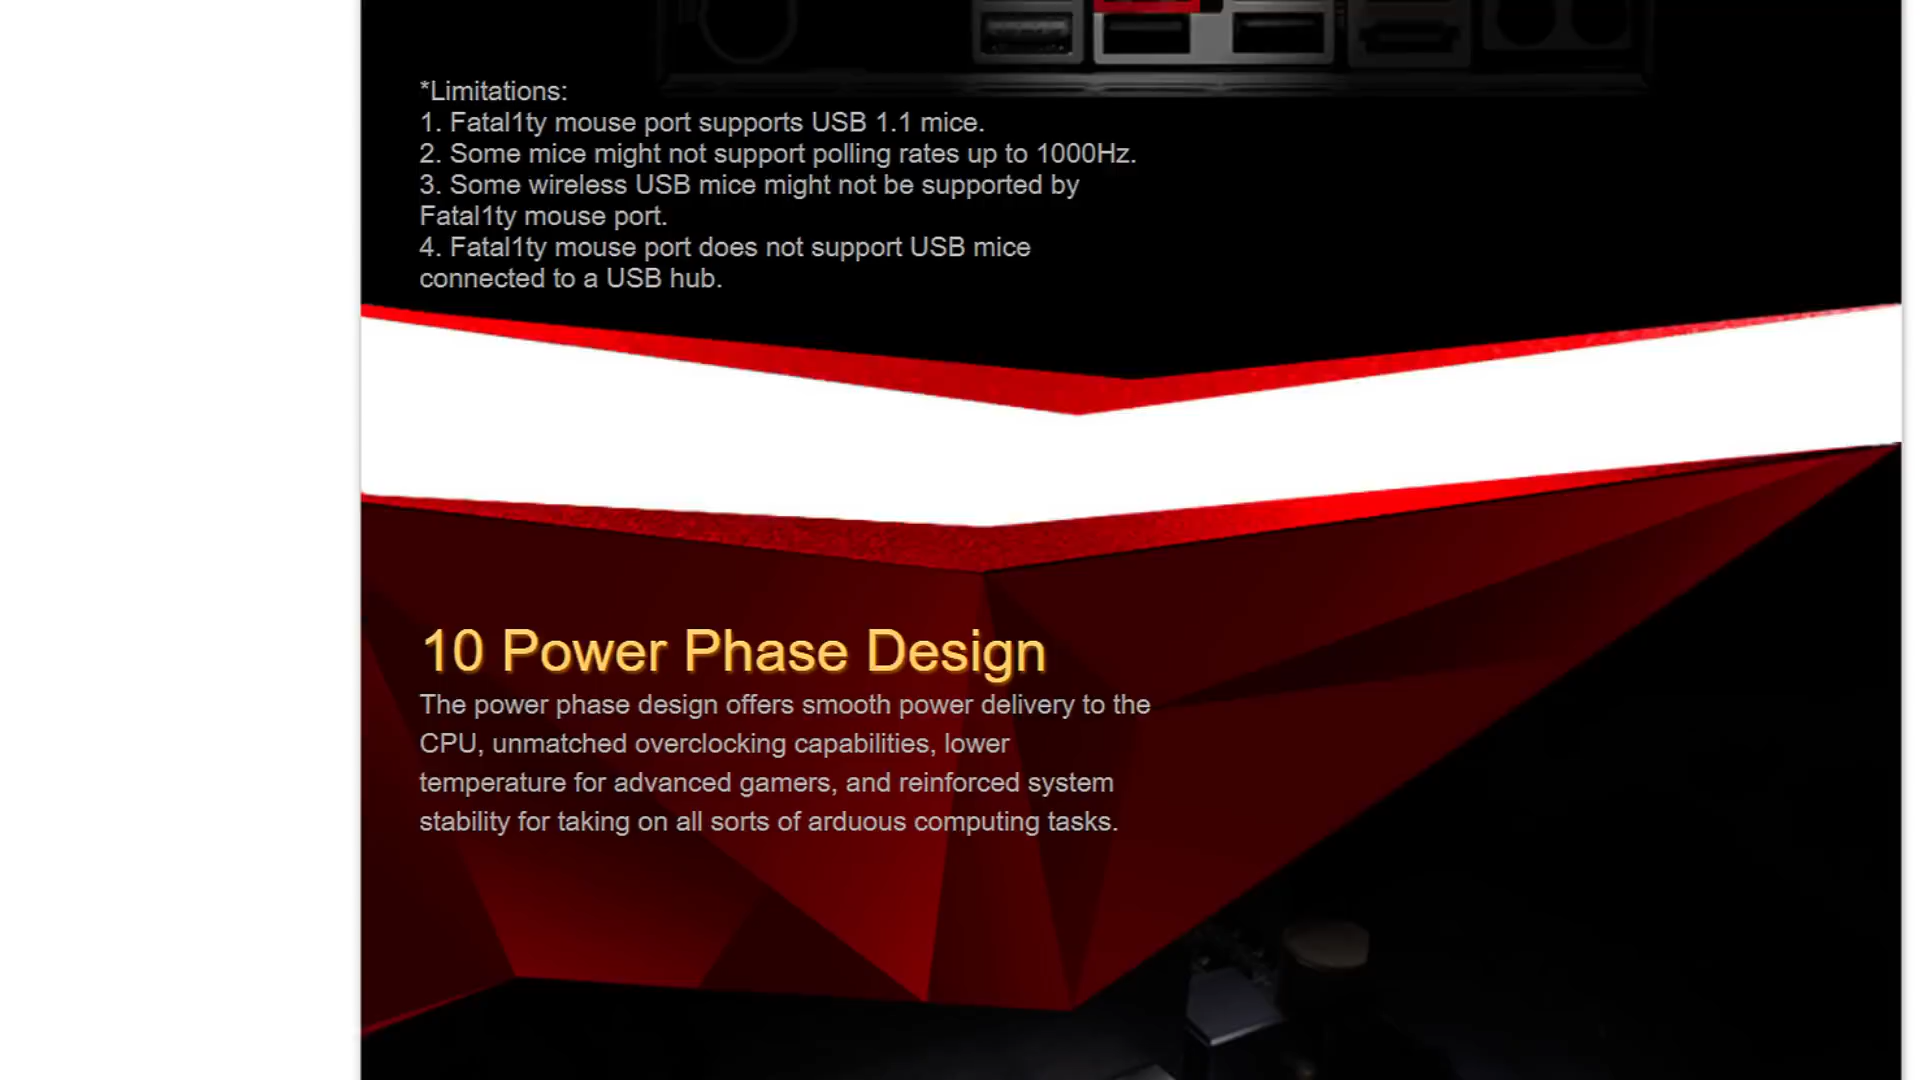 *Limitations:
1. Fatal1ty mouse port supports USB 1.1 mice.
2. Some mice might not support polling rates up to 1000Hz.
3. Some wireless USB mice might not be supported by
Fatal1ty mouse port.
4. Fatal1ty mouse port does not support USB mice
connected to a USB hub.
10 Power Phase Design
The power phase design offers smooth power delivery to the
CPU, unmatched overclocking capabilities, lower
temperature for advanced gamers, and reinforced system
stability for taking on all sorts of arduous computing tasks.